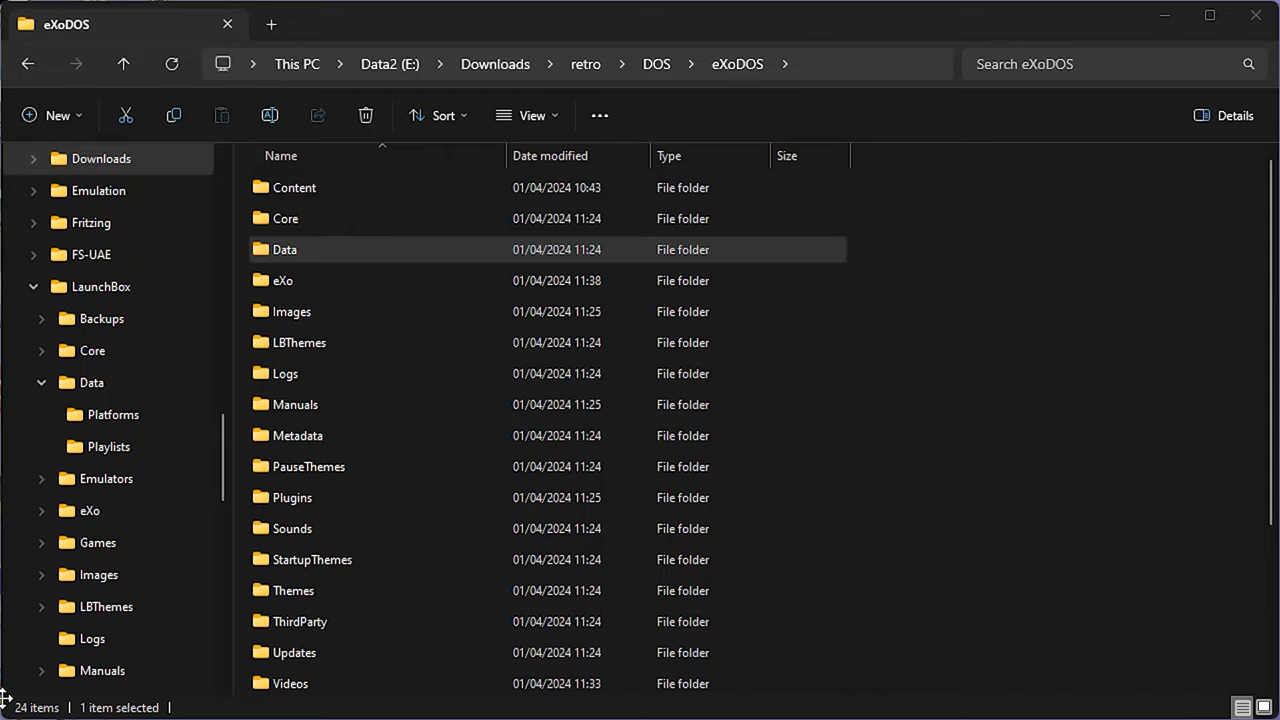 eXoDOS
This PC Data2 (E:) Downloads retro DOS eXoDOS Search eXoDOS
New Sort View Details
Downloads
Emulation
Fritzing
FS-UAE
LaunchBox
Backups
Core
Data
Platforms
Playlists
Emulators
eXo
Games
Images
LBThemes
Logs
Manuals
Name Date modified Type Size
Content 01/04/2024 10:43 File folder
Core 01/04/2024 11:24 File folder
Data 01/04/2024 11:24 File folder
eXo 01/04/2024 11:38 File folder
Images 01/04/2024 11:25 File folder
LBThemes 01/04/2024 11:24 File folder
Logs 01/04/2024 11:24 File folder
Manuals 01/04/2024 11:25 File folder
Metadata 01/04/2024 11:24 File folder
PauseThemes 01/04/2024 11:24 File folder
Plugins 01/04/2024 11:25 File folder
Sounds 01/04/2024 11:24 File folder
StartupThemes 01/04/2024 11:24 File folder
Themes 01/04/2024 11:24 File folder
ThirdParty 01/04/2024 11:24 File folder
Updates 01/04/2024 11:24 File folder
Videos 01/04/2024 11:33 File folder
24 items 1 item selected